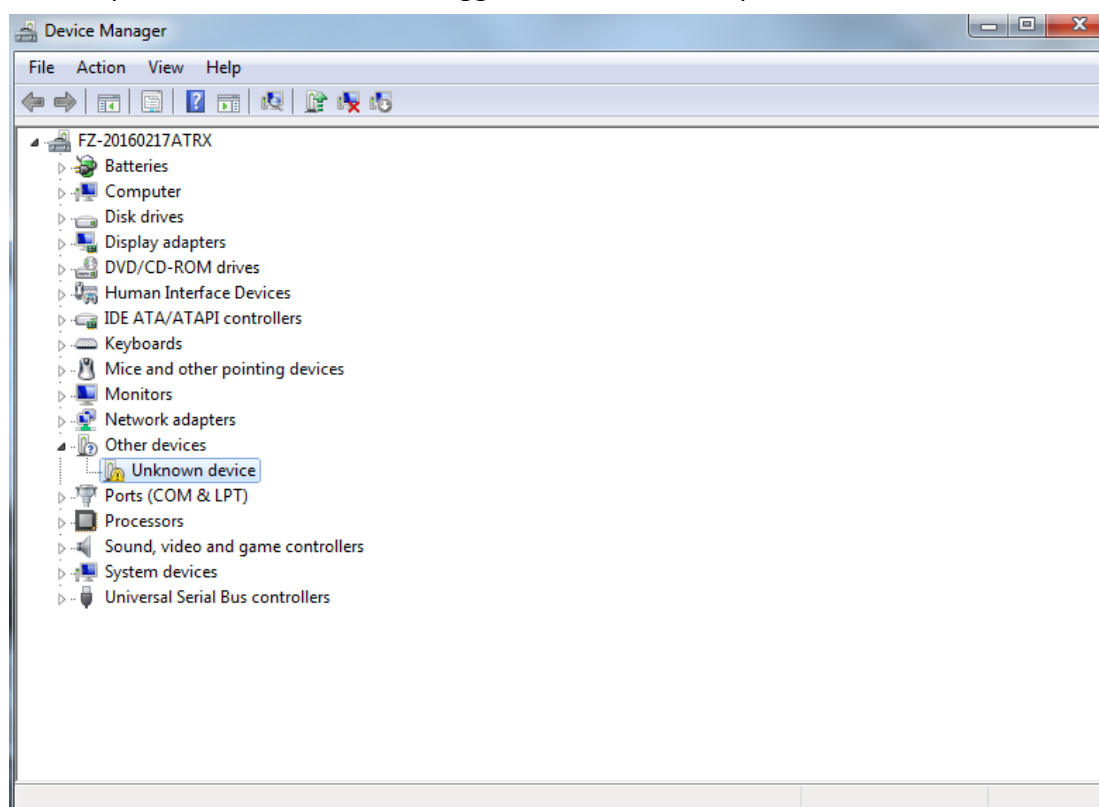 Device Manager
File Action View Help
FZ-20160217ATRX
Batteries
Computer
Disk drives
Display adapters
DVD/CD-ROM drives
Human Interface Devices
IDE ATA/ATAPI controllers
Keyboards
Mice and other pointing devices
Monitors
Network adapters
Other devices
Unknown device
Ports (COM & LPT)
Processors
Sound, video and game controllers
System devices
Universal Serial Bus controllers